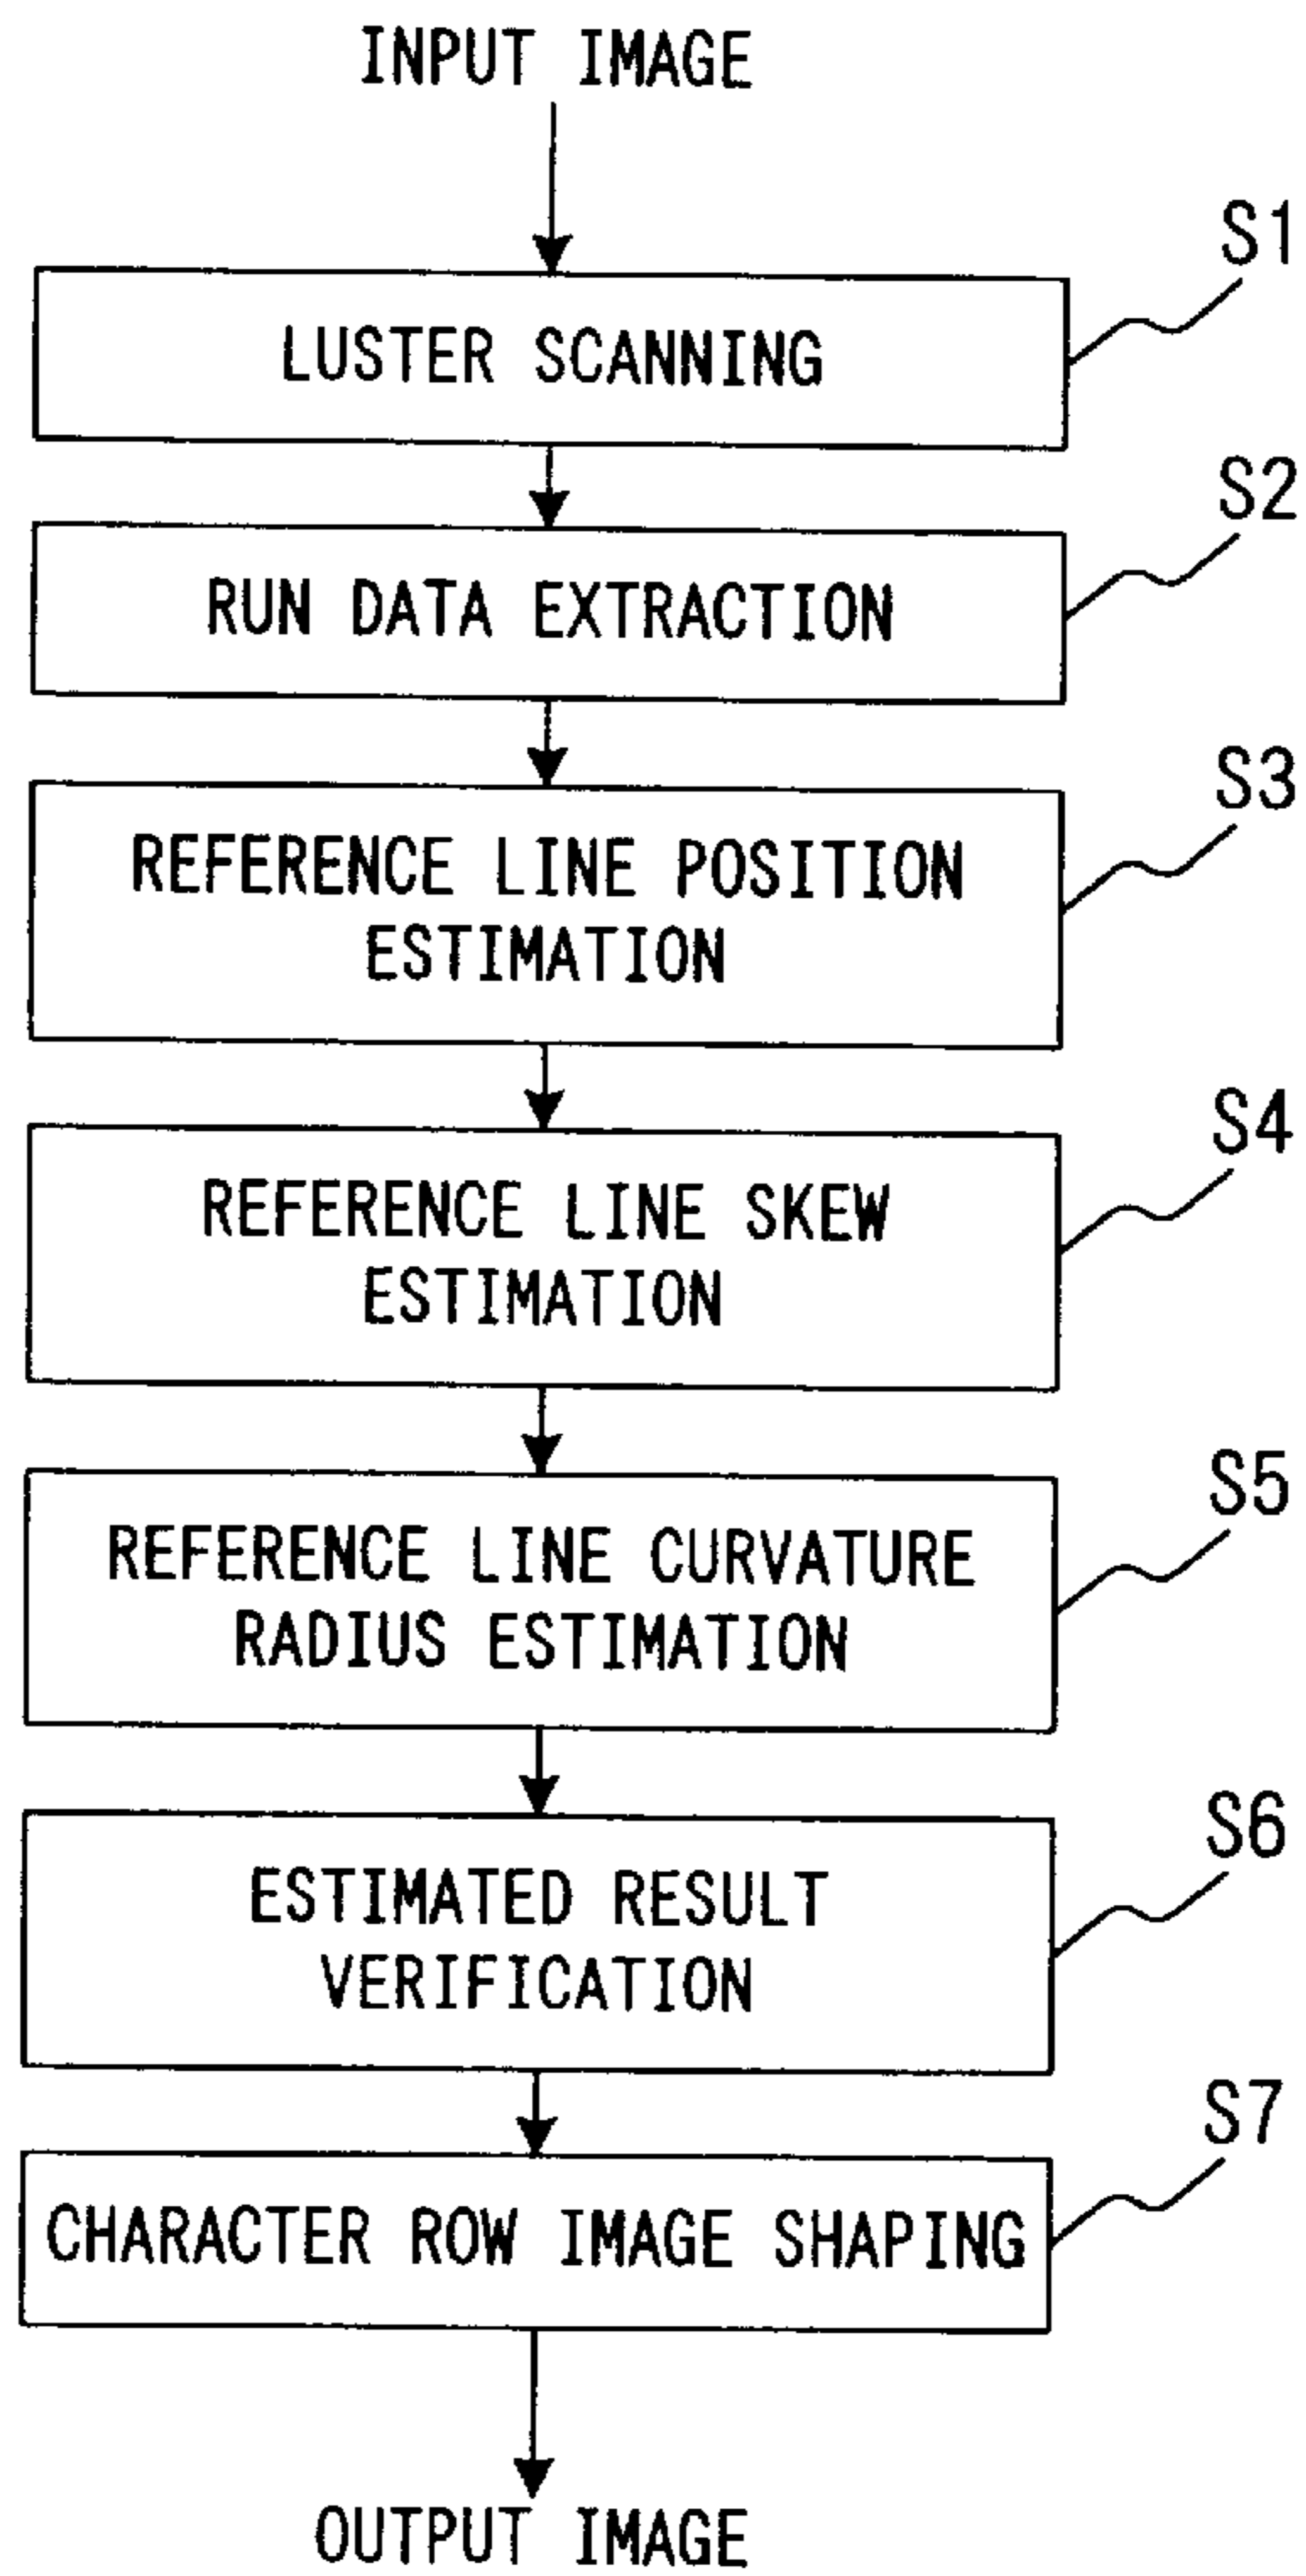 INPUT IMAGE
S1
LUSTER SCANNING
S2
RUN DATA EXTRACTION
S3
REFERENCE LINE POSITION
ESTIMATION
S4
REFERENCE LINE SKEW
ESTIMATION
S5
REFERENCE LINE CURVATURE
RADIUS ESTIMATION
S6
ESTIMATED RESULT
VERIFICATION
S7
CHARACTER ROW IMAGE SHAPING
OUTPUT IMAGE